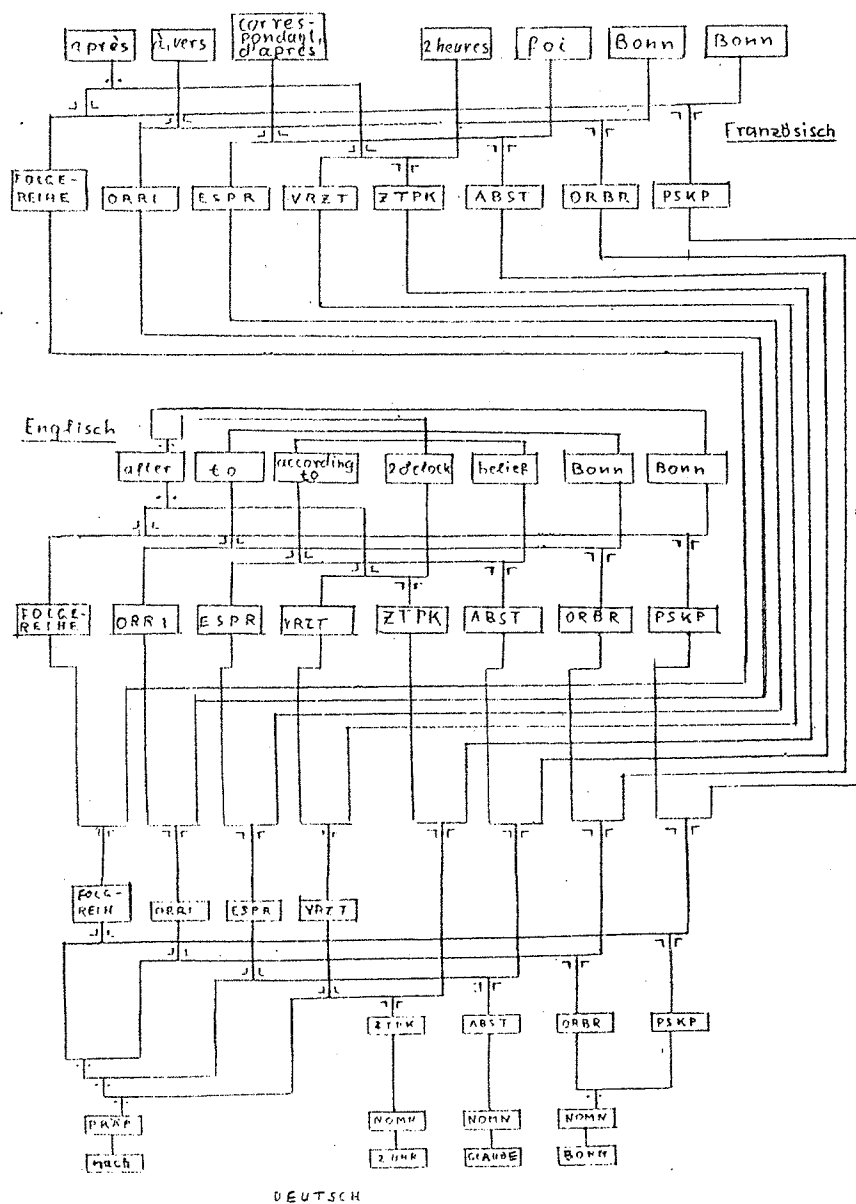 après
à, vers
corres-
pondant,
d'après
2 heures
foi
Bonn
Bonn
Französisch
FOLGE-
REIHE
ORRI
ESPR
VRZT
ZTPK
ABST
ORBR
PSKP
Englisch
after
to
according
to
2 o'clock
belief
Bonn
Bonn
FOLGE-
REIHE
ORRI
ESPR
VRZT
ZTPK
ABST
ORBR
PSKP
FOLG-
REIH
ORRI
ESPR
VRZT
ZTPK
ABST
ORBR
PSKP
PRÄP
NOMN
NOMN
NOMN
nach
2 UHR
GLAUBE
BONN
DEUTSCH